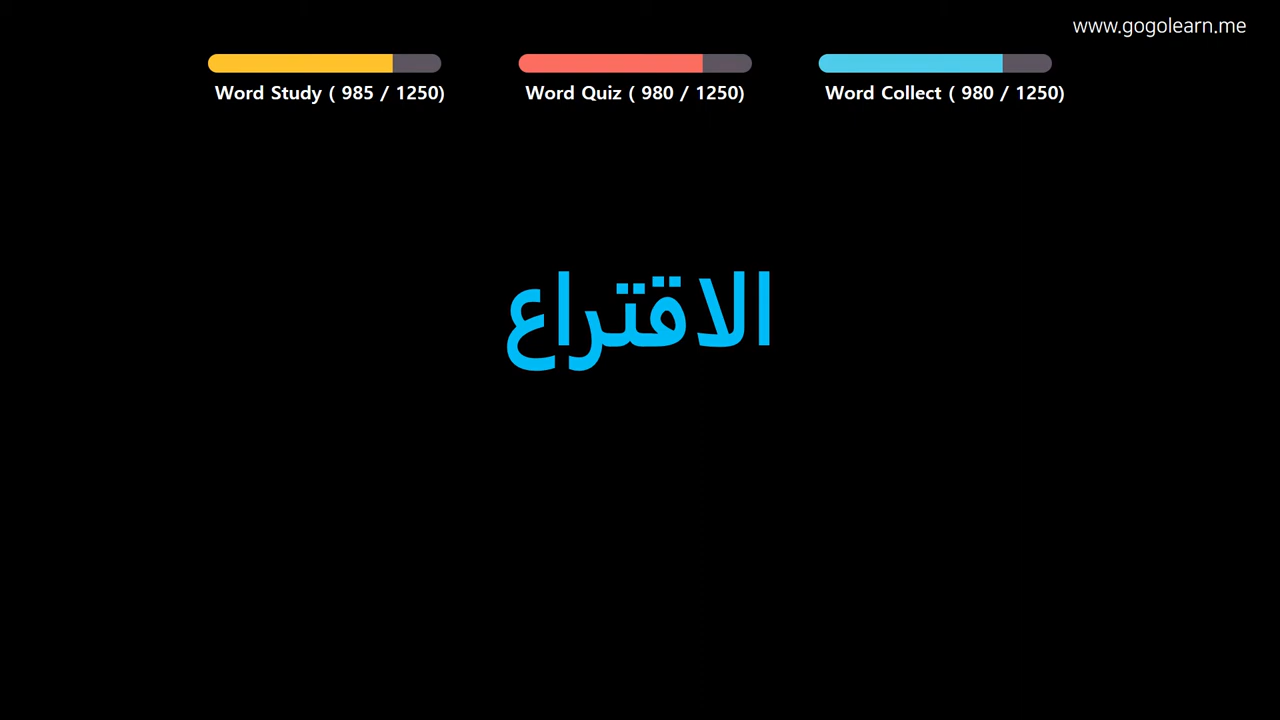 www.gogolearn.me
Word Study ( 985 / 1250)
Word Quiz ( 980 / 1250)
Word Collect ( 980 / 1250)
الاقتراع